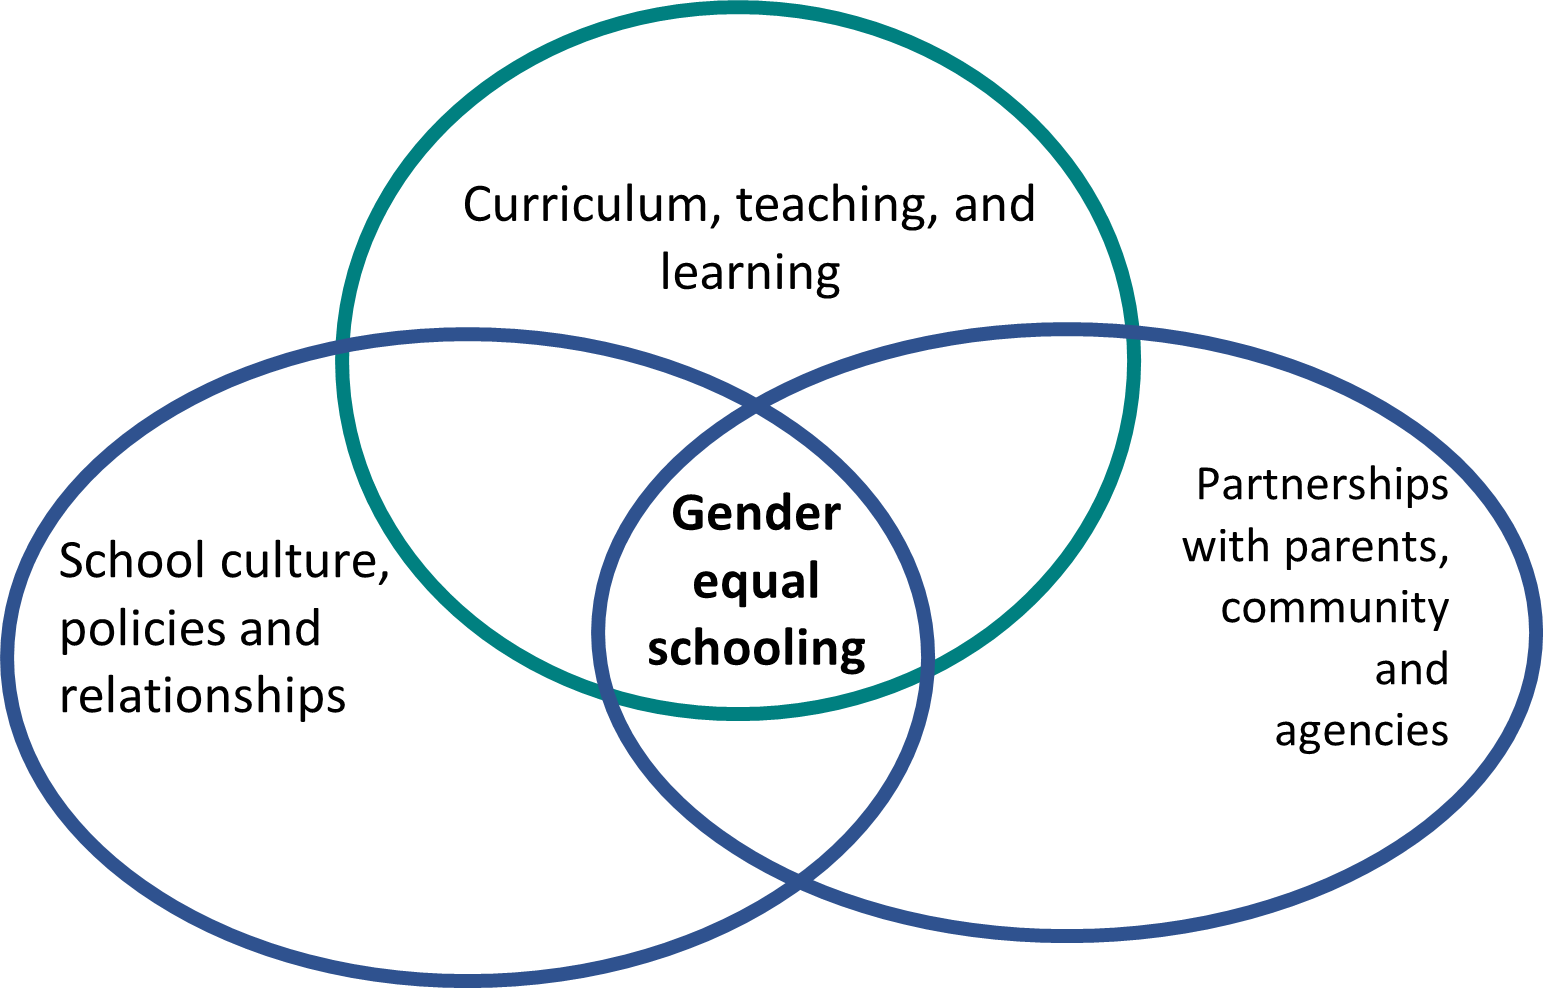 Curriculum, teaching, and
learning
School culture,
policies and
relationships
Gender
equal
schooling
Partnerships
with parents,
community
and
agencies